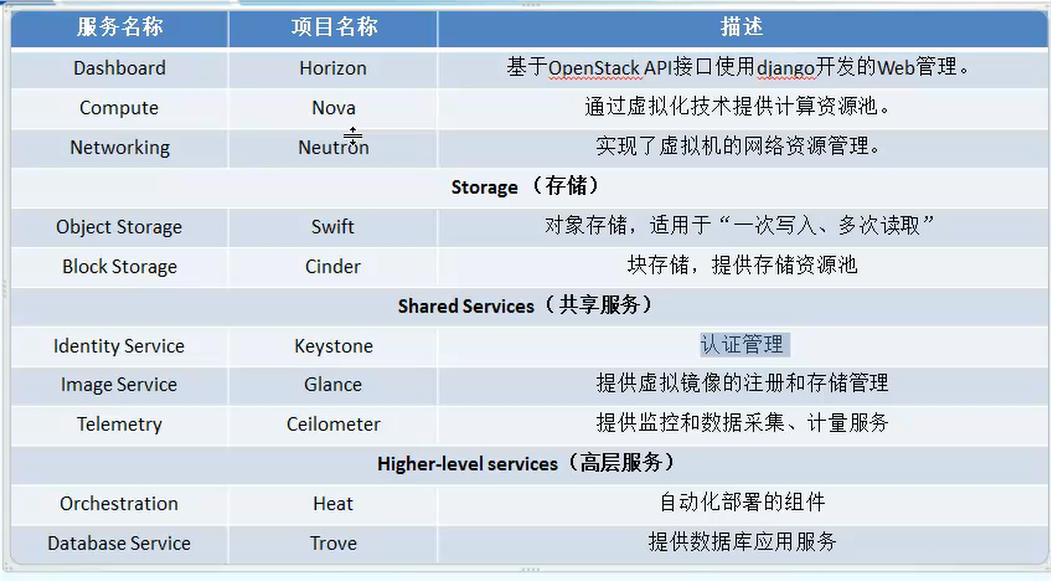 服务名称 项目名称 描述
Dashboard Horizon 基于OpenStack API接口使用django开发的Web管理。
Compute Nova 通过虚拟化技术提供计算资源池。
Networking Neutron 实现了虚拟机的网络资源管理。
Storage（存储）
Object Storage Swift 对象存储，适用于“一次写入、多次读取”
Block Storage Cinder 块存储，提供存储资源池
Shared Services（共享服务）
Identity Service Keystone 认证管理
Image Service Glance 提供虚拟镜像的注册和存储管理
Telemetry Ceilometer 提供监控和数据采集、计量服务
Higher-level services（高层服务）
Orchestration Heat 自动化部署的组件
Database Service Trove 提供数据库应用服务